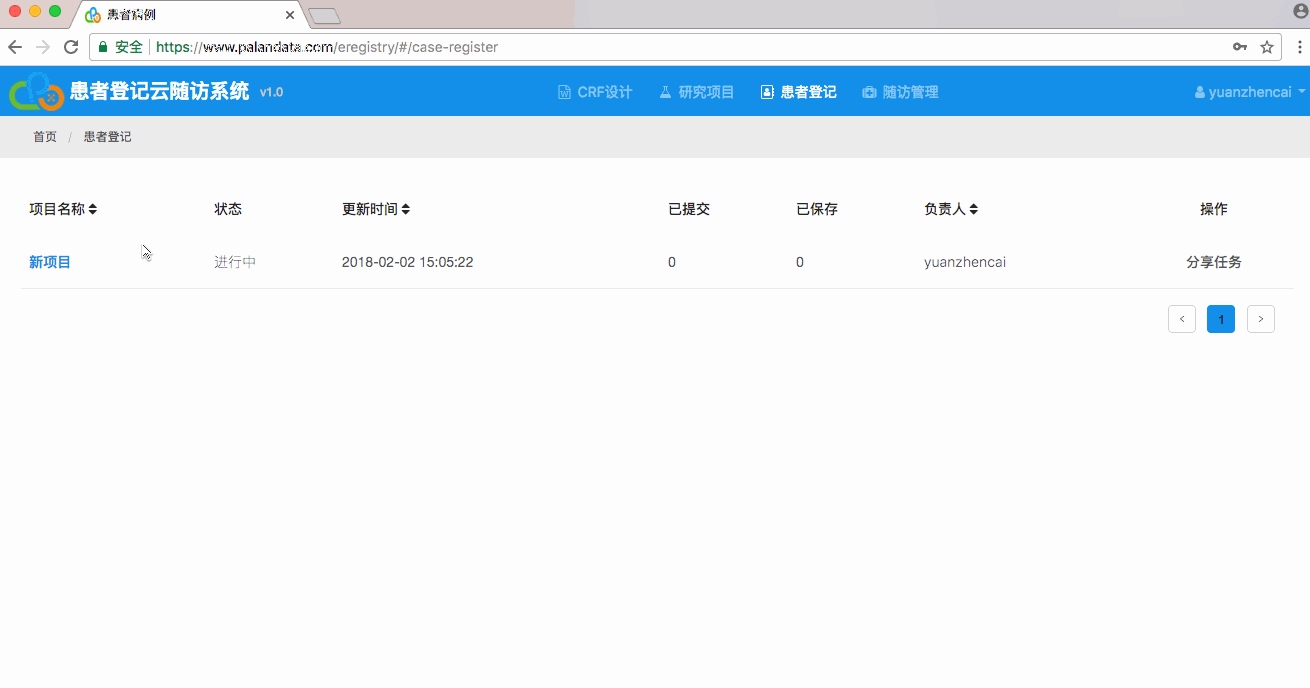 患者病例
安全 https://www.palandata.com/eregistry/#/case-register
患者登记云随访系统 v1.0 CRF设计 研究项目 患者登记 随访管理 yuanzhencai
首页 / 患者登记
项目名称 状态 更新时间 已提交 已保存 负责人 操作
新项目 进行中 2018-02-02 15:05:22 0 0 yuanzhencai 分享任务
< 1 >